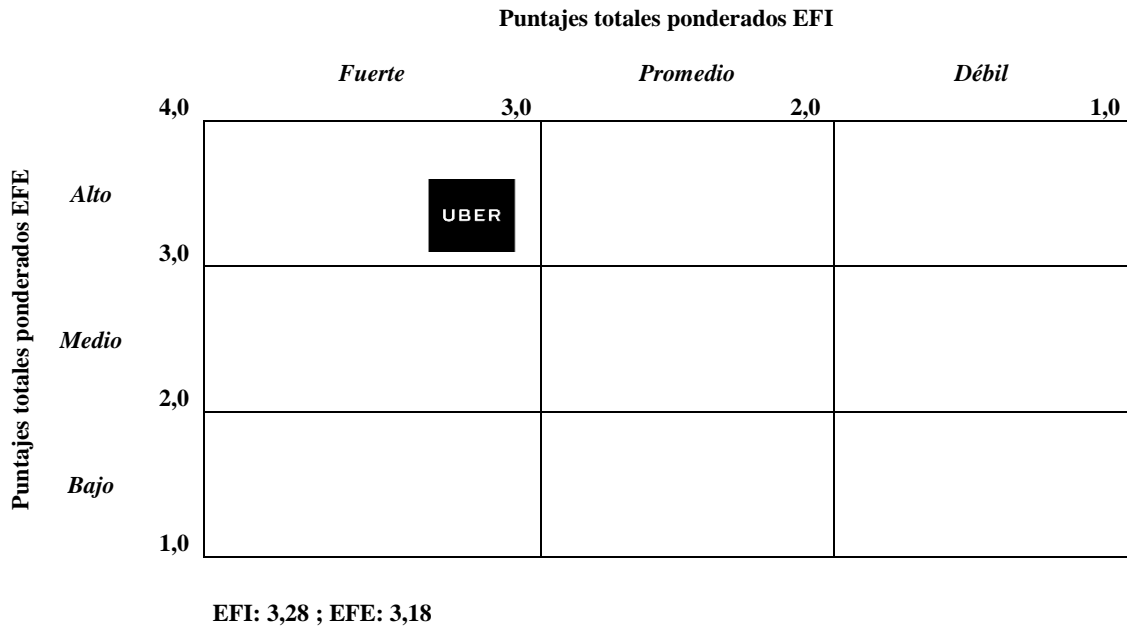 Puntajes totales ponderados EFI
Fuerte Promedio Débil
4,0 3,0 2,0 1,0
Puntajes totales ponderados EFE
Alto
UBER
3,0
Medio
2,0
Bajo
1,0
EFI: 3,28 ; EFE: 3,18